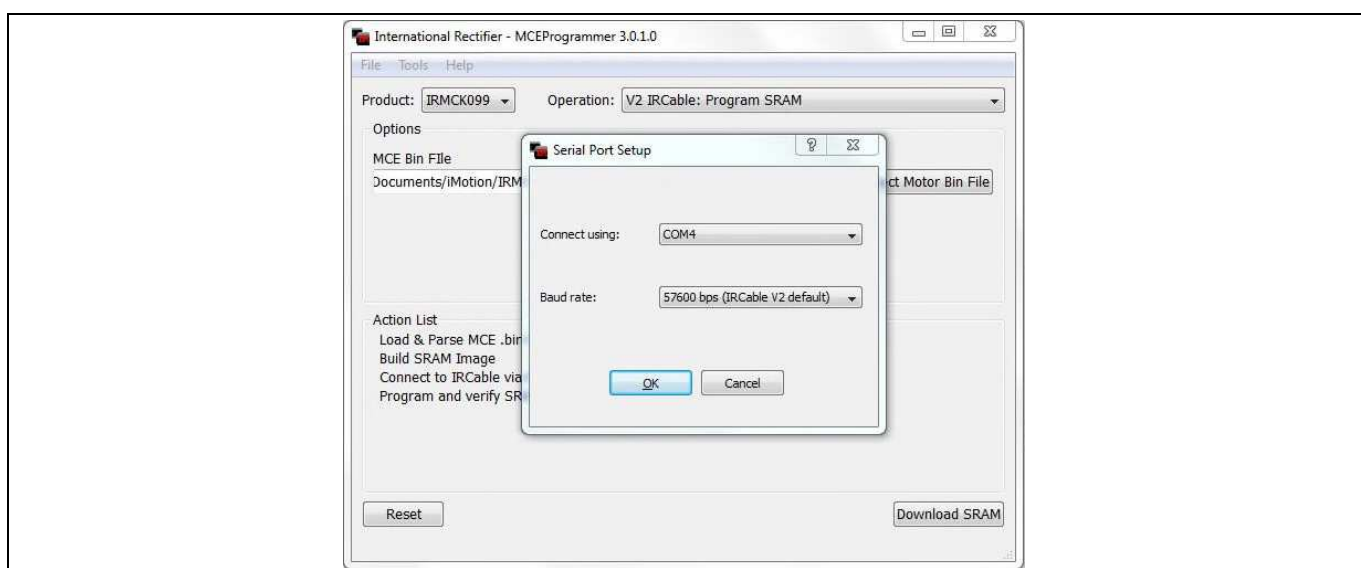 International Rectifier - MCEProgrammer 3.0.1.0
File Tools Help
Product: IRMCK099 Operation: V2 IRCable: Program SRAM
Options
Serial Port Setup
MCE Bin FIle
Documents/iMotion/IRM
ct Motor Bin File
Connect using: COM4
Baud rate: 57600 bps (IRCable V2 default)
Action List
Load & Parse MCE .bin
Build SRAM Image
Connect to IRCable via
Program and verify SR
OK Cancel
Reset Download SRAM